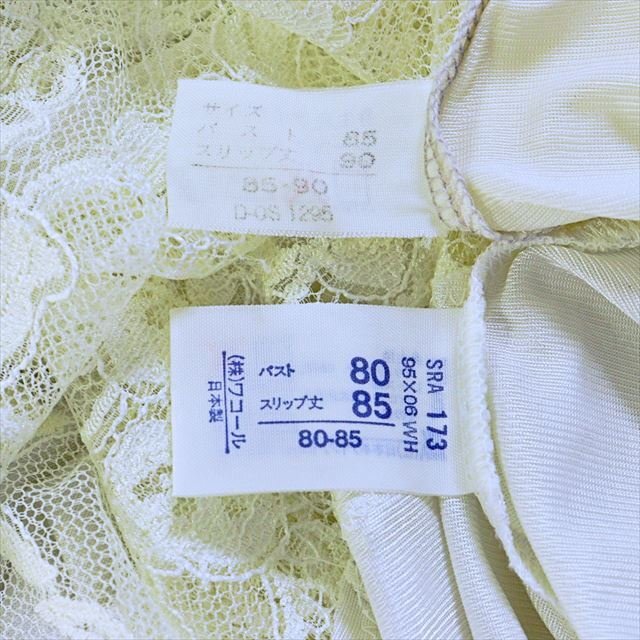 サイズ
バスト 85
スリップ丈 90
85-90
D-OS 1295
(株)ワコール
日本製
バスト 80
スリップ丈 85
80-85
SRA 173
95X06 WH